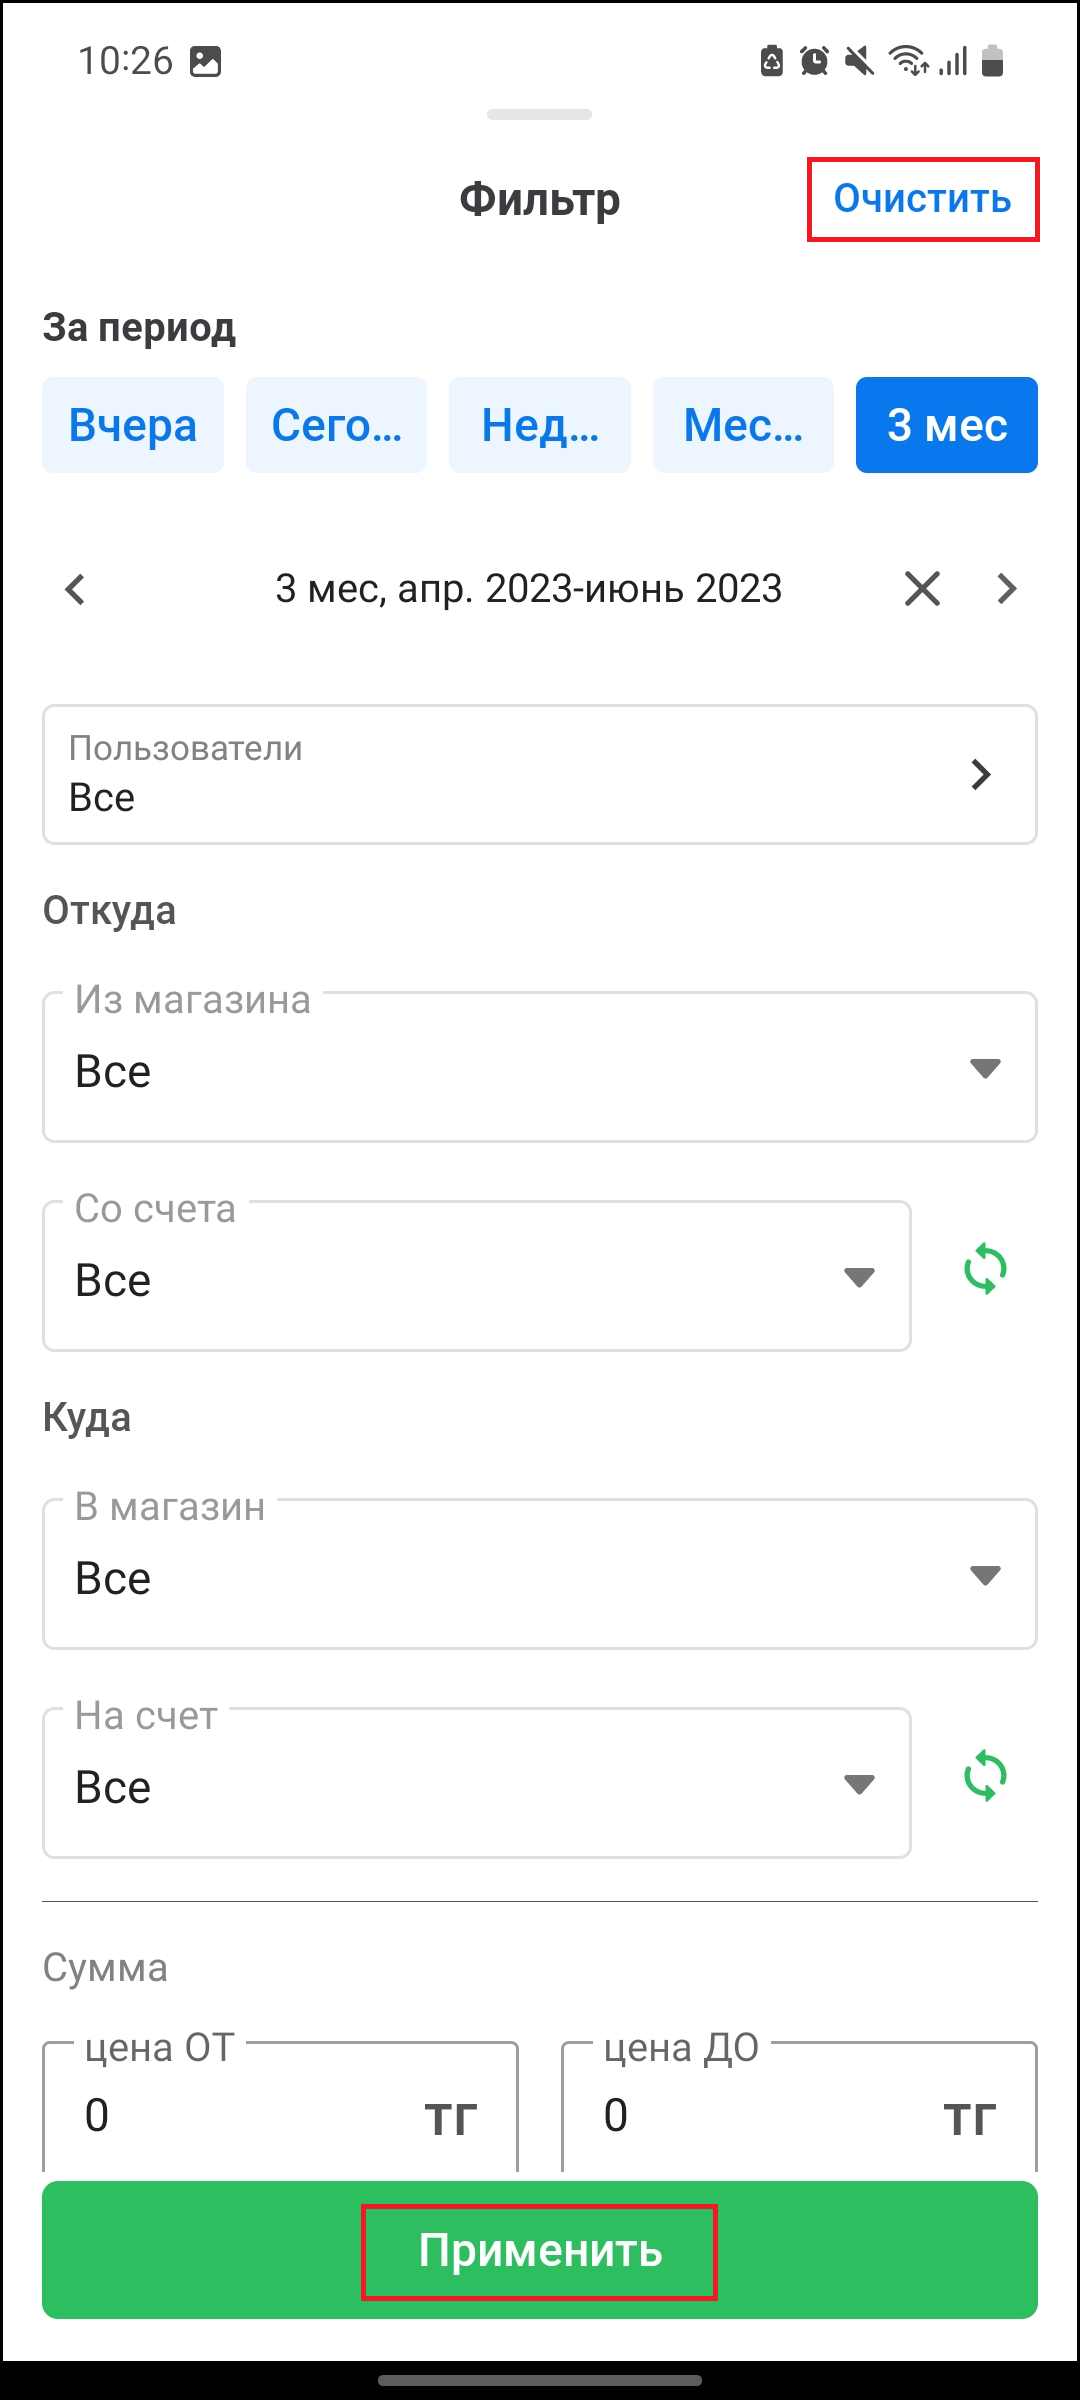 10:26
Фильтр
Очистить
За период
Вчера
Сего...
Нед...
Мес...
3 мес
3 мес, апр. 2023-июнь 2023
Пользователи
Все
Откуда
Из магазина
Все
Со счета
Все
Куда
В магазин
Все
На счет
Все
Сумма
цена ОТ
цена ДО
0
тг
0
тг
Применить